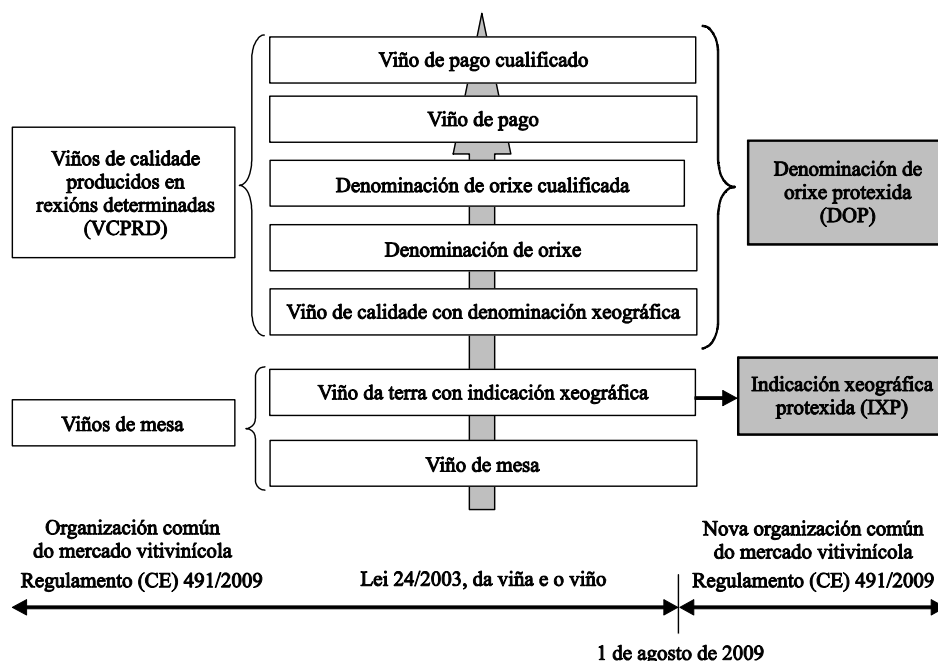 Viño de pago cualificado
Viño de pago
Viños de calidade
producidos en
rexións determinadas
(VCPRD)
Denominación de orixe cualificada
Denominación de
orixe protexida
(DOP)
Denominación de orixe
Viño de calidade con denominación xeográfica
Viño da terra con indicación xeográfica
Indicación xeográfica
protexida (IXP)
Viños de mesa
Viño de mesa
Organización común
do mercado vitivinícola
Regulamento (CE) 491/2009
Lei 24/2003, da viña e o viño
Nova organización común
do mercado vitivinícola
Regulamento (CE) 491/2009
1 de agosto de 2009